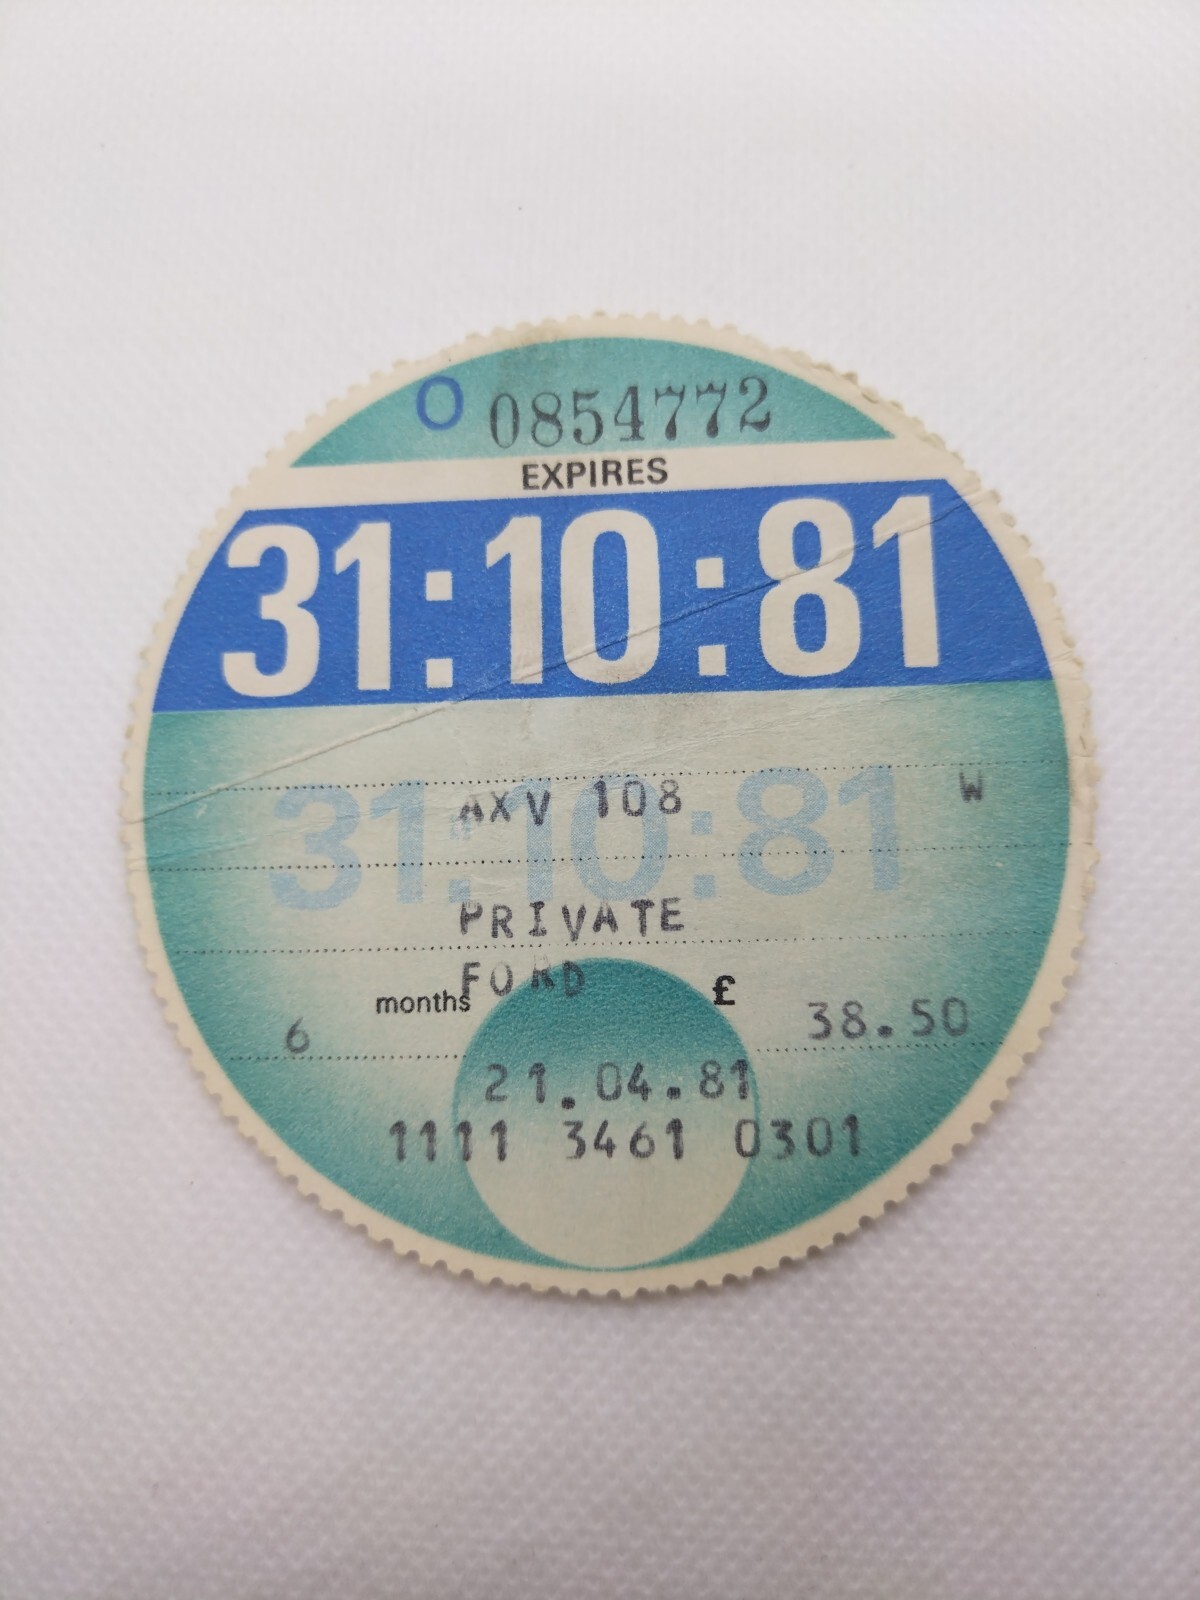 O 0854772
EXPIRES
31:10:81
AXV 108 W
31:10:81
PRIVATE
FORD
months £
6 38.50
21.04.81
1111 3461 0301